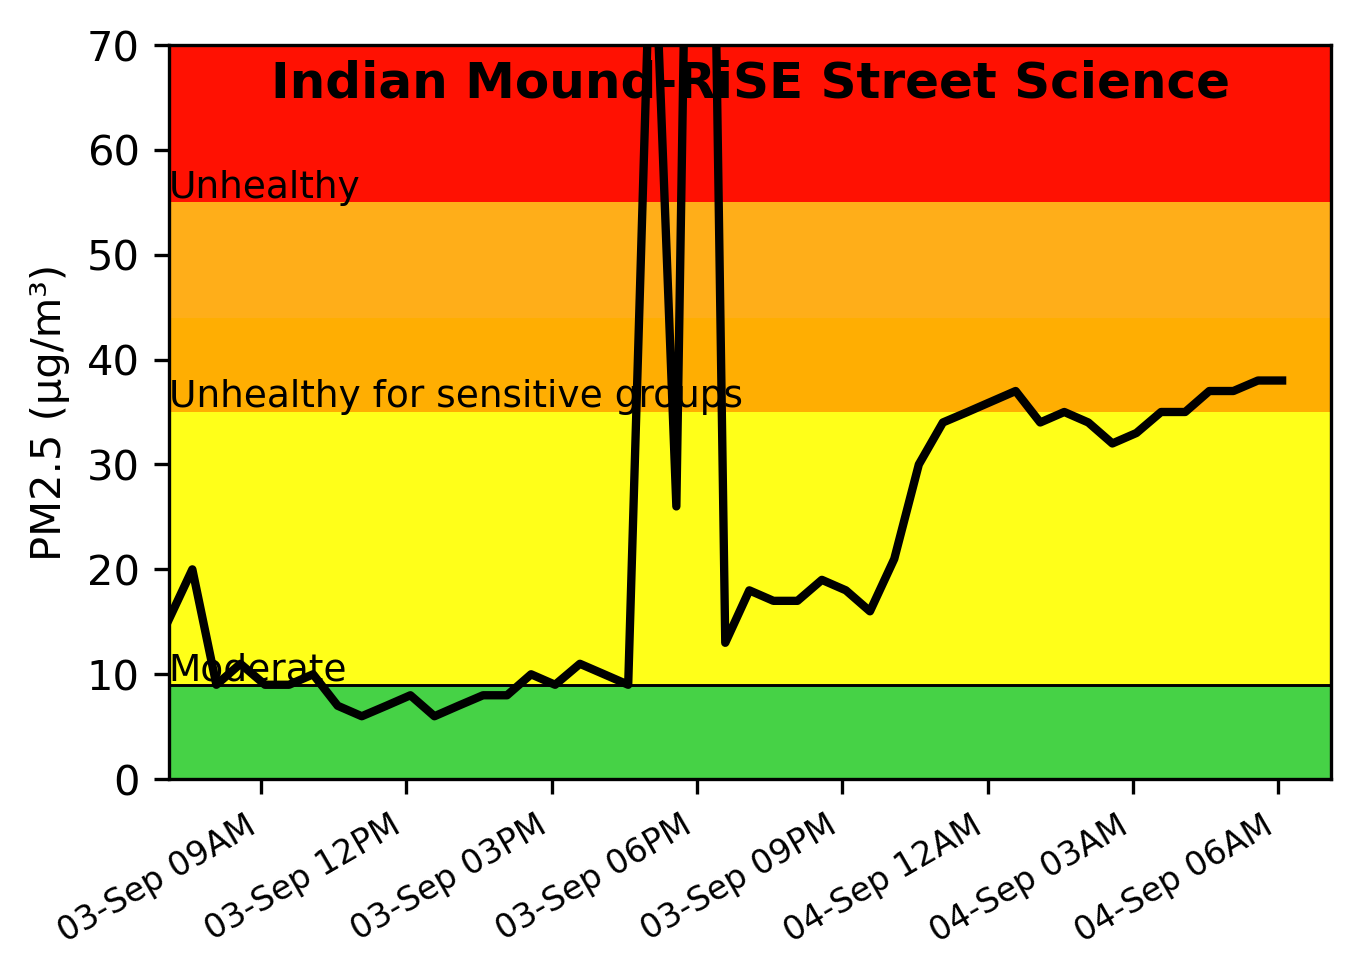 Indian Mound-RiSE Street Science
PM2.5 (µg/m³)
70
60
50
40
30
20
10
0
Unhealthy
Unhealthy for sensitive groups
Moderate
03-Sep 09AM
03-Sep 12PM
03-Sep 03PM
03-Sep 06PM
03-Sep 09PM
04-Sep 12AM
04-Sep 03AM
04-Sep 06AM